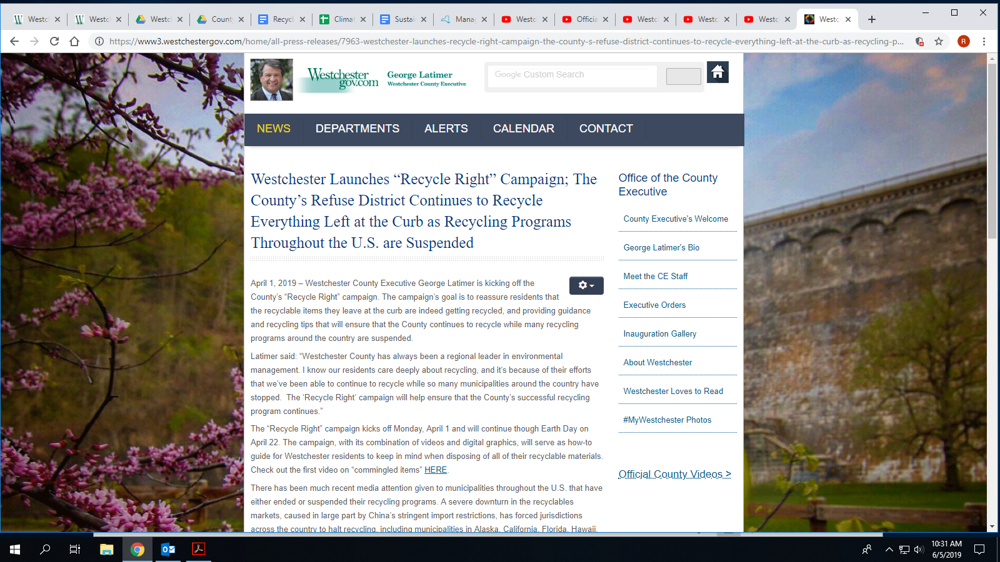 Westc
Westcl
Westcl
Count
Recycl
Climat
Sustai
Manag
Westcl
Officia
Westc
Westc
Westc
Westc
https://www3.westchestergov.com/home/all-press-releases/7963-westchester-launches-recycle-right-campaign-the-county-s-refuse-district-continues-to-recycle-everything-left-at-the-curb-as-recycling-p...
R
Westchester
gov.com
George Latimer
Westchester County Executive
Google Custom Search
NEWS DEPARTMENTS ALERTS CALENDAR CONTACT
Westchester Launches “Recycle Right” Campaign; The
County’s Refuse District Continues to Recycle
Everything Left at the Curb as Recycling Programs
Throughout the U.S. are Suspended
April 1, 2019 – Westchester County Executive George Latimer is kicking off the
County’s “Recycle Right” campaign. The campaign’s goal is to reassure residents that
the recyclable items they leave at the curb are indeed getting recycled, and providing guidance
and recycling tips that will ensure that the County continues to recycle while many recycling
programs around the country are suspended.
Latimer said: “Westchester County has always been a regional leader in environmental
management. I know our residents care deeply about recycling, and it’s because of their efforts
that we’ve been able to continue to recycle while so many municipalities around the country have
stopped.  The ‘Recycle Right’ campaign will help ensure that the County’s successful recycling
program continues.”
The “Recycle Right” campaign kicks off Monday, April 1 and will continue though Earth Day on
April 22. The campaign, with its combination of videos and digital graphics, will serve as how-to
guide for Westchester residents to keep in mind when disposing of all of their recyclable materials.
Check out the first video on “commingled items” HERE.
There has been much recent media attention given to municipalities throughout the U.S. that have
either ended or suspended their recycling programs. A severe downturn in the recyclables
markets, caused in large part by China’s stringent import restrictions, has forced jurisdictions
across the country to halt recycling, including municipalities in Alaska, California, Florida, Hawaii,
Office of the County
Executive
County Executive's Welcome
George Latimer's Bio
Meet the CE Staff
Executive Orders
Inauguration Gallery
About Westchester
Westchester Loves to Read
#MyWestchester Photos
Official County Videos >
10:31 AM
6/5/2019